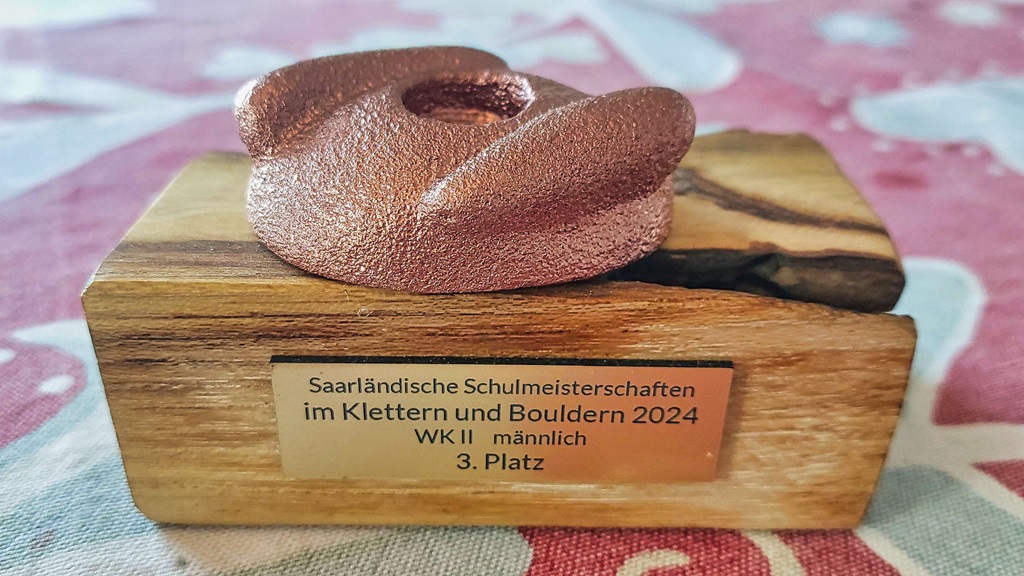 Saarländische Schulmeisterschaften
im Klettern und Bouldern 2024
WK II männlich
3. Platz